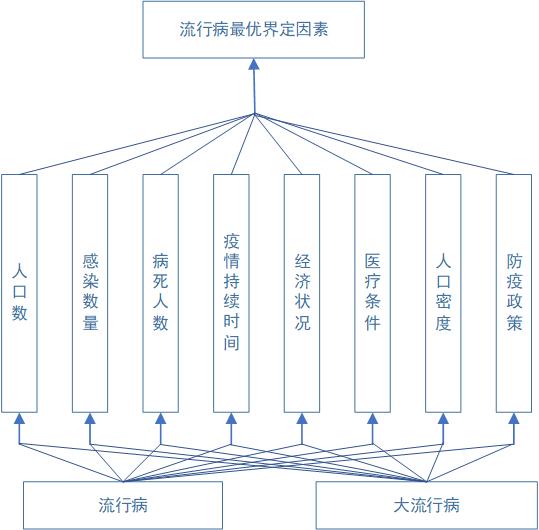 流行病最优界定因素
人口数
感染数量
病死人数
疫情持续时间
经济状况
医疗条件
人口密度
防疫政策
流行病
大流行病